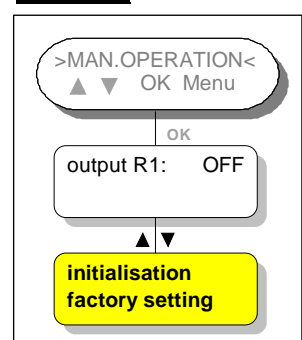 >MAN.OPERATION<
▲ ▼ OK Menu
OK
output R1: OFF
▲ ▼
initialisation
factory setting